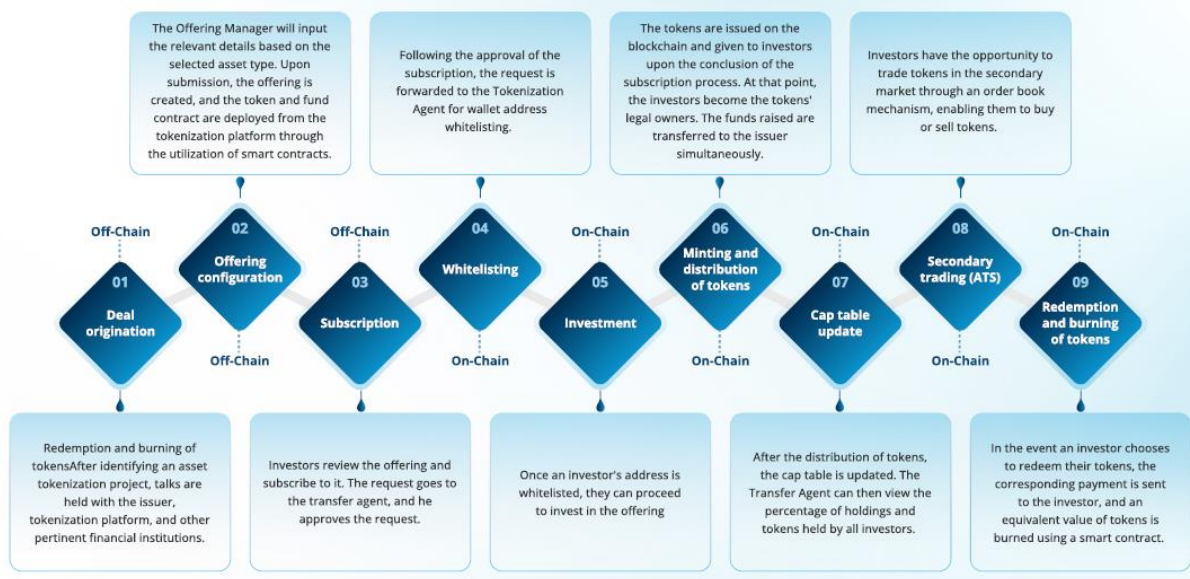 The Offering Manager will input
the relevant details based on the
selected asset type. Upon
submission, the offering is
created, and the token and fund
contract are deployed from the
tokenization platform through
the utilization of smart contracts.
Following the approval of the
subscription, the request is
forwarded to the Tokenization
Agent for wallet address
whitelisting.
The tokens are issued on the
blockchain and given to investors
upon the conclusion of the
subscription process. At that point,
the investors become the tokens'
legal owners. The funds raised are
transferred to the issuer
simultaneously.
Investors have the opportunity to
trade tokens in the secondary
market through an order book
mechanism, enabling them to buy
or sell tokens.
Off-Chain
01
Deal
origination
02
Offering
configuration
Off-Chain
Off-Chain
03
Subscription
04
Whitelisting
On-Chain
On-Chain
05
Investment
06
Minting and
distribution
of tokens
On-Chain
On-Chain
07
Cap table
update
08
Secondary
trading (ATS)
On-Chain
On-Chain
09
Redemption
and burning
of tokens
Redemption and burning of
tokensAfter identifying an asset
tokenization project, talks are
held with the issuer,
tokenization platform, and other
pertinent financial institutions.
Investors review the offering and
subscribe to it. The request goes
to the transfer agent, and he
approves the request.
Once an investor's address is
whitelisted, they can proceed
to invest in the offering
After the distribution of tokens,
the cap table is updated. The
Transfer Agent can then view the
percentage of holdings and
tokens held by all investors.
In the event an investor chooses
to redeem their tokens, the
corresponding payment is sent
to the investor, and an
equivalent value of tokens is
burned using a smart contract.